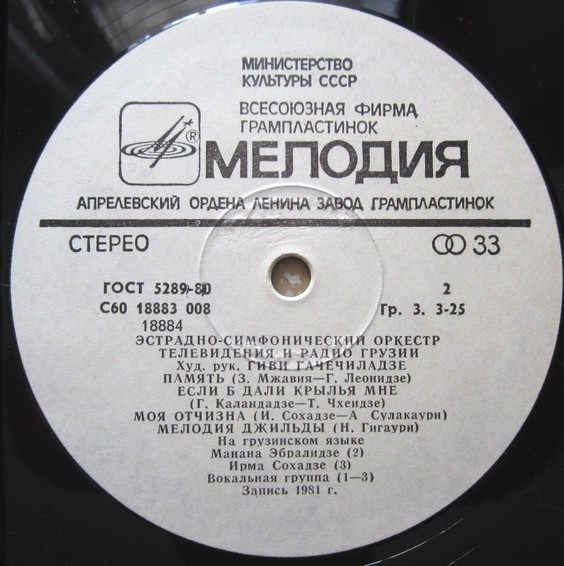 МИНИСТЕРСТВО
КУЛЬТУРЫ СССР
ВСЕСОЮЗНАЯ ФИРМА
ГРАМПЛАСТИНОК
® МЕЛОДИЯ
АПРЕЛЕВСКИЙ ОРДЕНА ЛЕНИНА ЗАВОД ГРАМПЛАСТИНОК
СТЕРЕО 33
ГОСТ 5289-80 2
С60 18883 008 Гр. 3. 3-25
18884
ЭСТРАДНО-СИМФОНИЧЕСКИЙ ОРКЕСТР
ТЕЛЕВИДЕНИЯ И РАДИО ГРУЗИИ
Худ. рук. ГИВИ ГАЧЕЧИЛАДЗЕ
ПАМЯТЬ (З. Мжавия—Г. Леонидзе)
ЕСЛИ Б ДАЛИ КРЫЛЬЯ МНЕ
(Г. Каландадзе—Т. Чхеидзе)
МОЯ ОТЧИЗНА (И. Сохадзе—А Сулакаури)
МЕЛОДИЯ ДЖИЛЬДЫ (Н. Гигаури)
На грузинском языке
Манана Эбралидзе (2)
Ирма Сохадзе (3)
Вокальная группа (1—3)
Запись 1981 г.